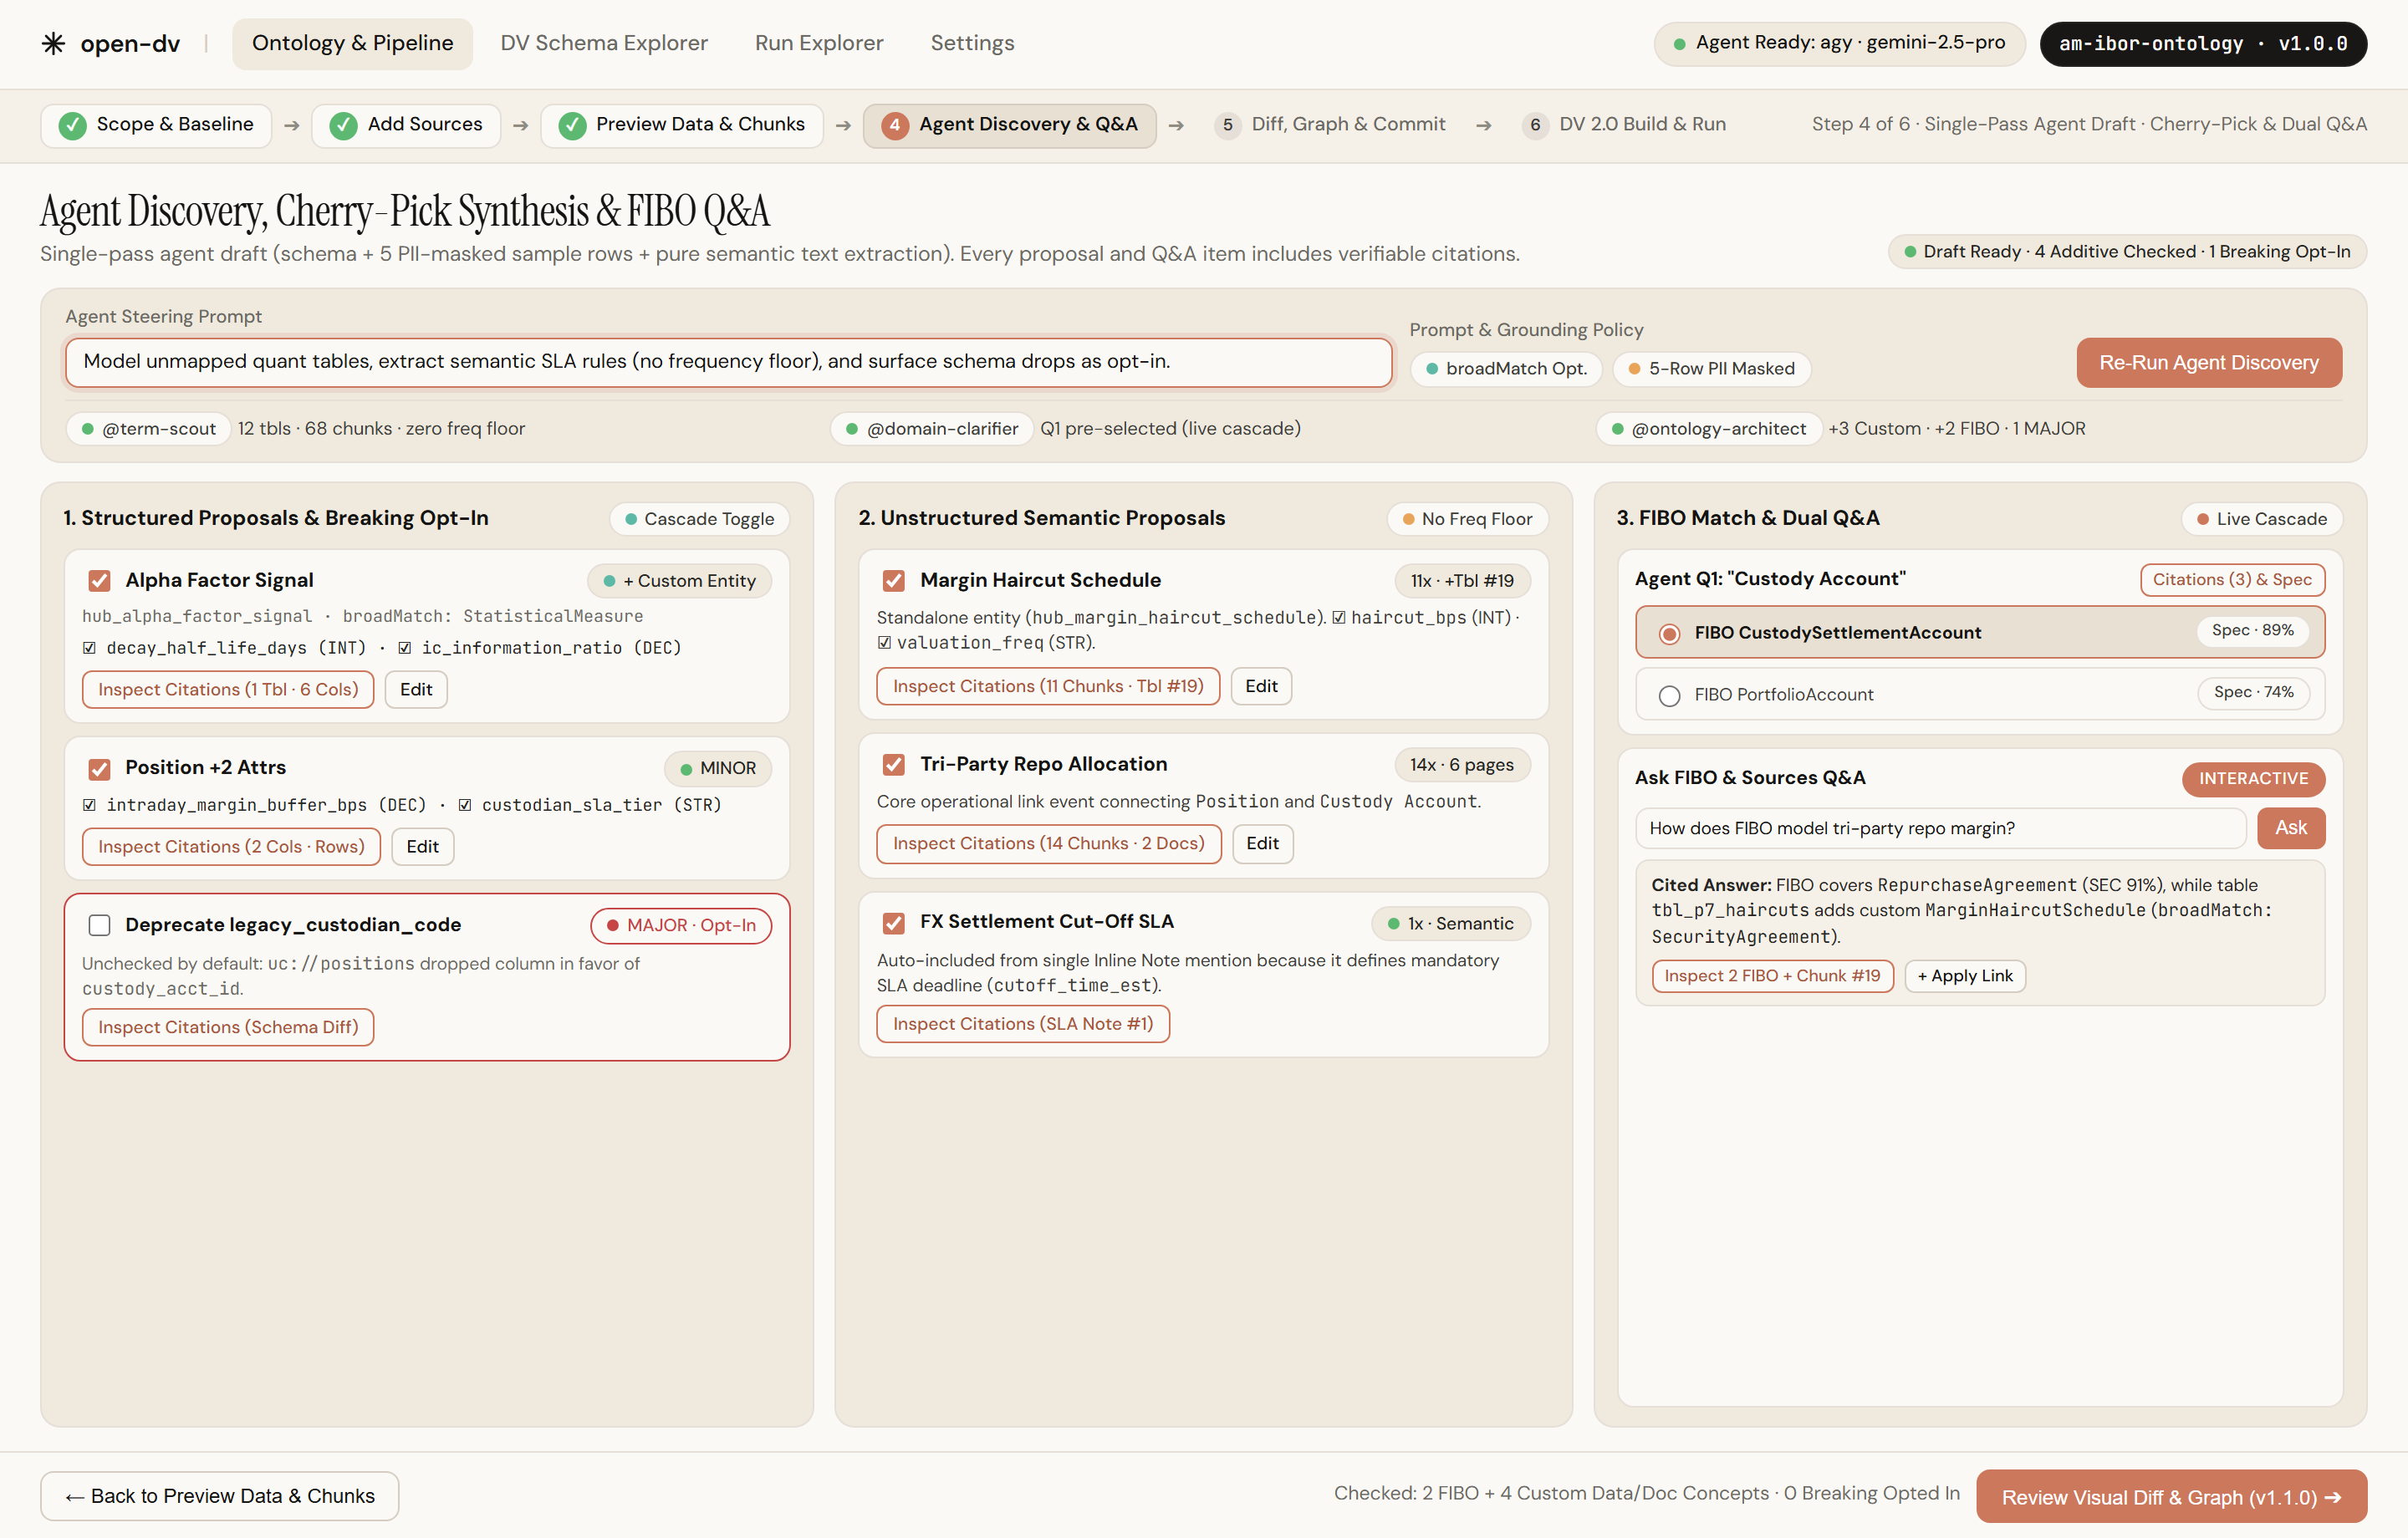 open-dv
Ontology & Pipeline
DV Schema Explorer
Run Explorer
Settings
Agent Ready: agy · gemini-2.5-pro
am-ibor-ontology · v1.0.0
✓ Scope & Baseline → ✓ Add Sources → ✓ Preview Data & Chunks → 4 Agent Discovery & Q&A → 5 Diff, Graph & Commit → 6 DV 2.0 Build & Run
Step 4 of 6 · Single-Pass Agent Draft · Cherry-Pick & Dual Q&A
Agent Discovery, Cherry-Pick Synthesis & FIBO Q&A
Single-pass agent draft (schema + 5 PII-masked sample rows + pure semantic text extraction). Every proposal and Q&A item includes verifiable citations.
Draft Ready · 4 Additive Checked · 1 Breaking Opt-In
Agent Steering Prompt
Model unmapped quant tables, extract semantic SLA rules (no frequency floor), and surface schema drops as opt-in.
Prompt & Grounding Policy
broadMatch Opt.
5-Row PII Masked
Re-Run Agent Discovery
@term-scout 12 tbls · 68 chunks · zero freq floor
@domain-clarifier Q1 pre-selected (live cascade)
@ontology-architect +3 Custom · +2 FIBO · 1 MAJOR
1. Structured Proposals & Breaking Opt-In
Cascade Toggle
Alpha Factor Signal
+ Custom Entity
hub_alpha_factor_signal · broadMatch: StatisticalMeasure
☑ decay_half_life_days (INT) · ☑ ic_information_ratio (DEC)
Inspect Citations (1 Tbl · 6 Cols)
Edit
Position +2 Attrs
MINOR
☑ intraday_margin_buffer_bps (DEC) · ☑ custodian_sla_tier (STR)
Inspect Citations (2 Cols · Rows)
Edit
Deprecate legacy_custodian_code
MAJOR · Opt-In
Unchecked by default: uc://positions dropped column in favor of
custody_acct_id.
Inspect Citations (Schema Diff)
2. Unstructured Semantic Proposals
No Freq Floor
Margin Haircut Schedule
11x · +Tbl #19
Standalone entity (hub_margin_haircut_schedule). ☑ haircut_bps (INT) ·
☑ valuation_freq (STR).
Inspect Citations (11 Chunks · Tbl #19)
Edit
Tri-Party Repo Allocation
14x · 6 pages
Core operational link event connecting Position and Custody Account.
Inspect Citations (14 Chunks · 2 Docs)
Edit
FX Settlement Cut-Off SLA
1x · Semantic
Auto-included from single Inline Note mention because it defines mandatory
SLA deadline (cutoff_time_est).
Inspect Citations (SLA Note #1)
3. FIBO Match & Dual Q&A
Live Cascade
Agent Q1: "Custody Account"
Citations (3) & Spec
FIBO CustodySettlementAccount
Spec · 89%
FIBO PortfolioAccount
Spec · 74%
Ask FIBO & Sources Q&A
INTERACTIVE
How does FIBO model tri-party repo margin?
Ask
Cited Answer: FIBO covers RepurchaseAgreement (SEC 91%), while table
tbl_p7_haircuts adds custom MarginHaircutSchedule (broadMatch:
SecurityAgreement).
Inspect 2 FIBO + Chunk #19
+ Apply Link
← Back to Preview Data & Chunks
Checked: 2 FIBO + 4 Custom Data/Doc Concepts · 0 Breaking Opted In
Review Visual Diff & Graph (v1.1.0) →